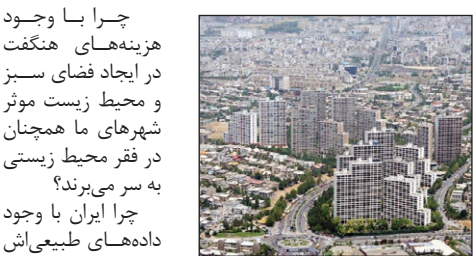 چرا با وجود
هزینه‌های هنگفت
در ایجاد فضای سبز
و محیط زیست موثر
شهرهای ما همچنان
در فقر محیط زیستی
به سر می‌برند؟
چرا ایران با وجود
داده‌های طبیعی‌اش